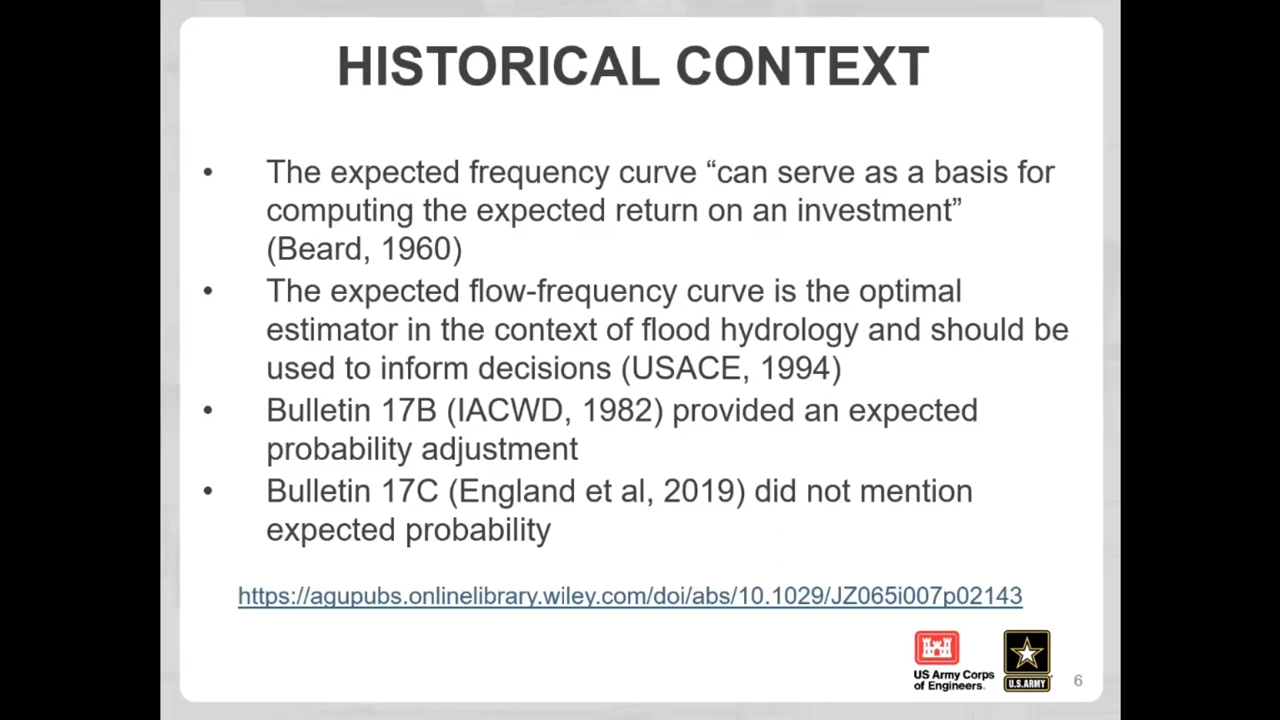 HISTORICAL CONTEXT
• The expected frequency curve “can serve as a basis for
computing the expected return on an investment”
(Beard, 1960)
• The expected flow-frequency curve is the optimal
estimator in the context of flood hydrology and should be
used to inform decisions (USACE, 1994)
• Bulletin 17B (IACWD, 1982) provided an expected
probability adjustment
• Bulletin 17C (England et al, 2019) did not mention
expected probability
https://agupubs.onlinelibrary.wiley.com/doi/abs/10.1029/JZ065i007p02143
US Army Corps
of Engineers®
U.S.ARMY
6